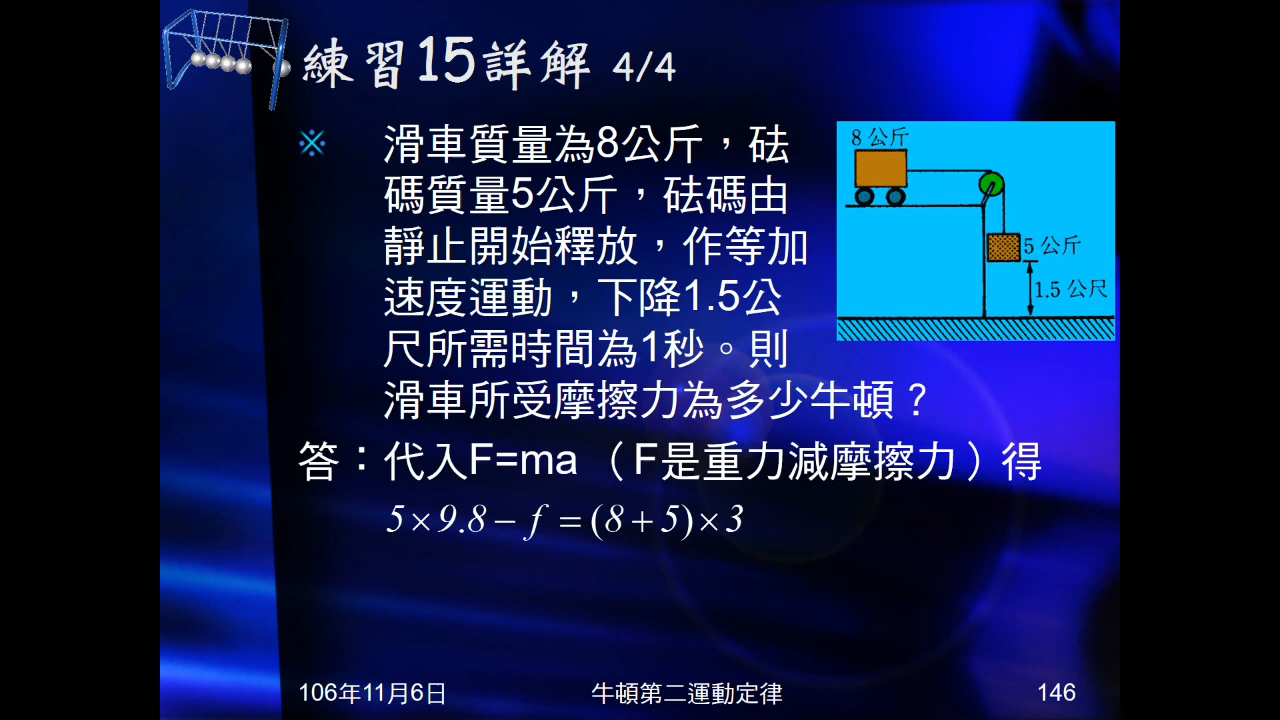 練習15詳解 4/4
※ 滑車質量為8公斤，砝
碼質量5公斤，砝碼由
靜止開始釋放，作等加
速度運動，下降1.5公
尺所需時間為1秒。則
滑車所受摩擦力為多少牛頓？
8 公斤
5 公斤
1.5 公尺
答：代入F=ma （F是重力減摩擦力）得
5×9.8−f=(8+5)×3
106年11月6日
牛頓第二運動定律
146